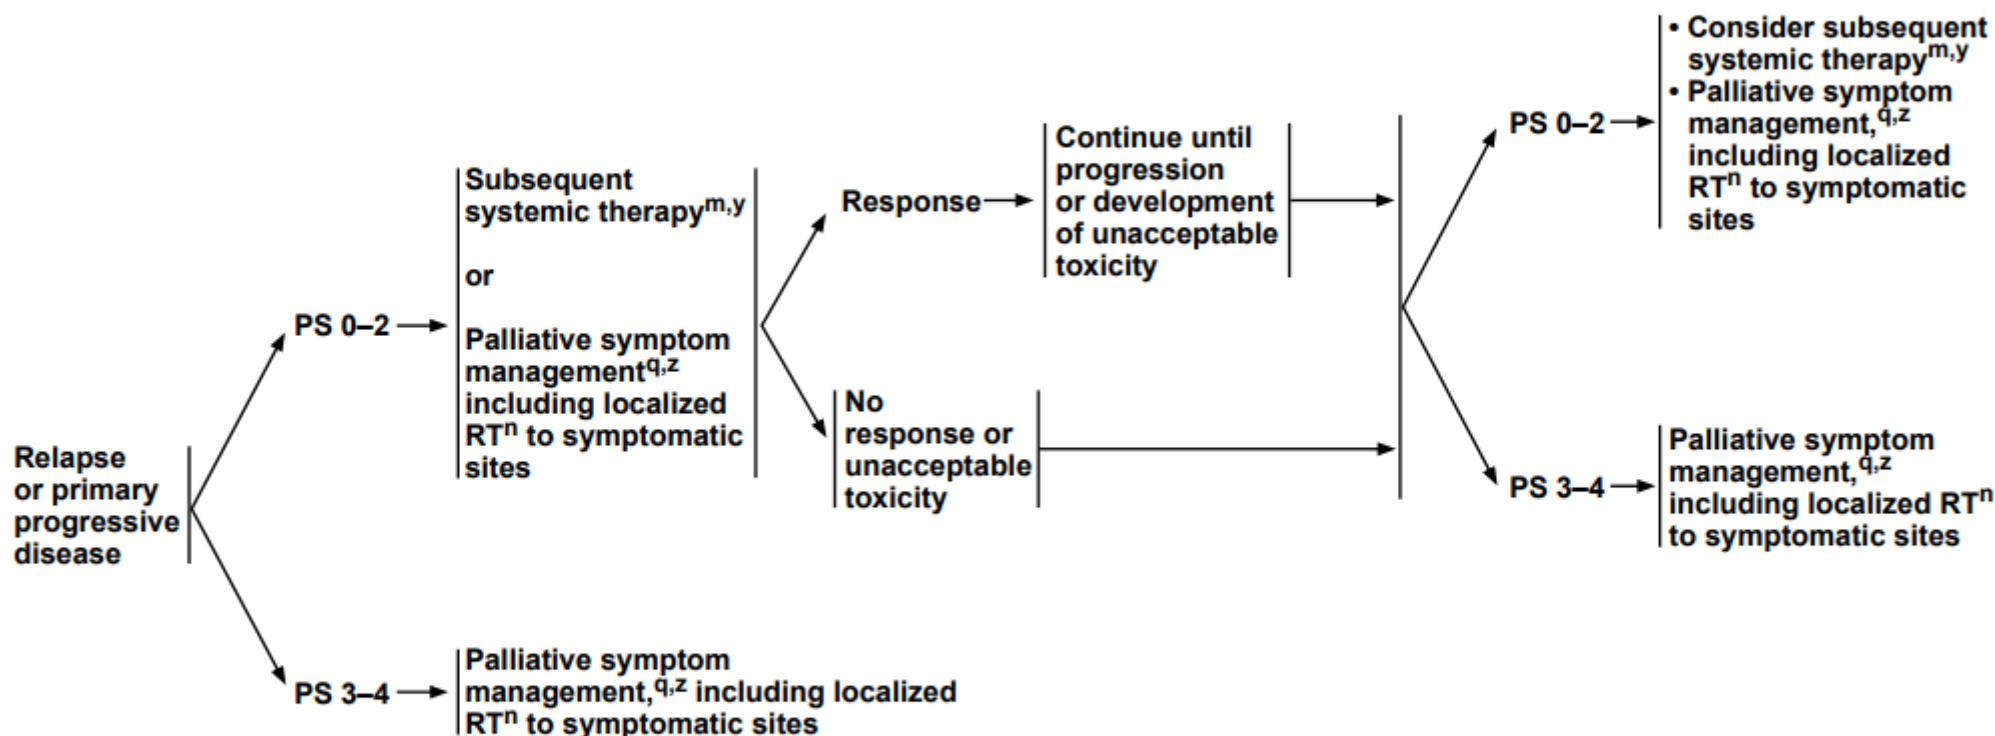 Relapse
or primary
progressive
disease
PS 0–2
Subsequent
systemic therapym,y
or
Palliative symptom
managementq,z
including localized
RTn to symptomatic
sites
Response
Continue until
progression
or development
of unacceptable
toxicity
No
response or
unacceptable
toxicity
PS 0–2
• Consider subsequent
systemic therapym,y
• Palliative symptom
management,q,z
including localized
RTn to symptomatic
sites
PS 3–4
Palliative symptom
management,q,z
including localized RTn
to symptomatic sites
PS 3–4
Palliative symptom
management,q,z including localized
RTn to symptomatic sites